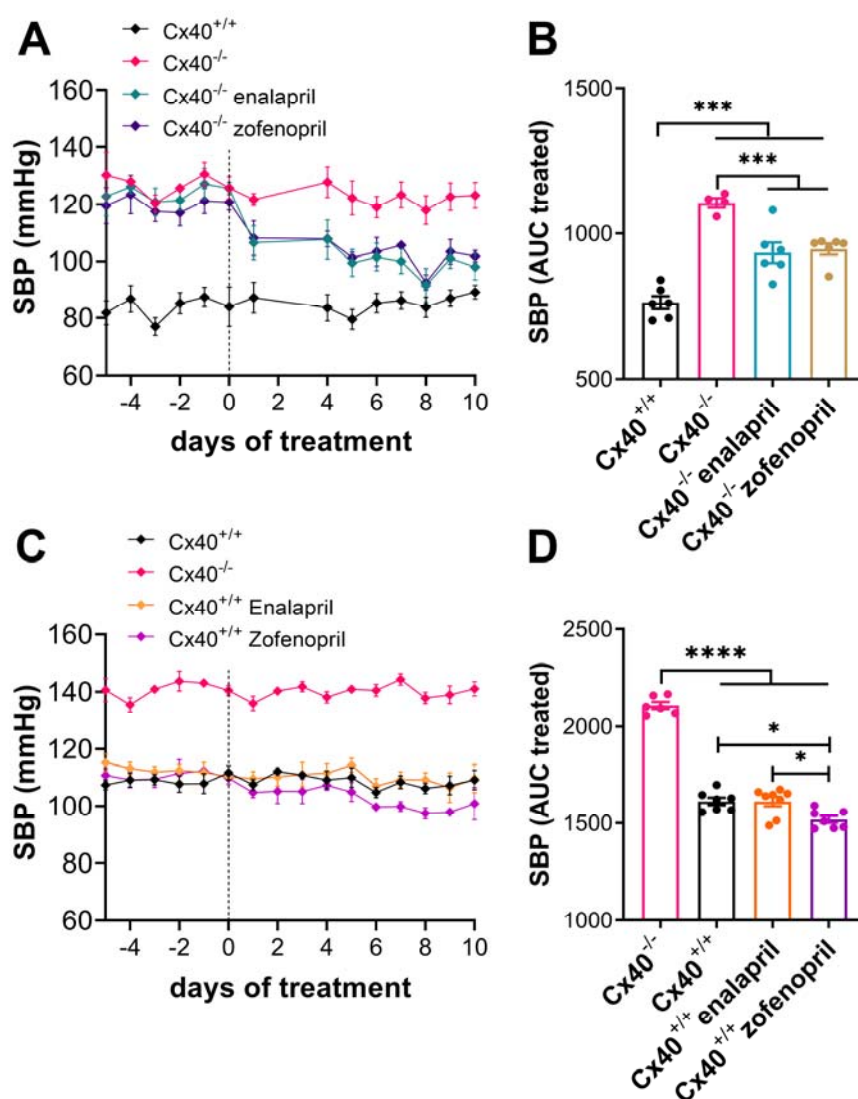 A
Cx40+/+
Cx40-/-
Cx40-/- enalapril
Cx40-/- zofenopril
SBP (mmHg)
160
140
120
100
80
60
-4 -2 0 2 4 6 8 10
days of treatment
B
***
***
SBP (AUC treated)
1500
1000
500
Cx40+/+
Cx40-/-
Cx40-/- enalapril
Cx40-/- zofenopril
C
Cx40+/+
Cx40-/-
Cx40+/+ Enalapril
Cx40+/+ Zofenopril
SBP (mmHg)
160
140
120
100
80
60
-4 -2 0 2 4 6 8 10
days of treatment
D
****
*
*
SBP (AUC treated)
2500
2000
1500
1000
Cx40-/-
Cx40+/+
Cx40+/+ enalapril
Cx40+/+ zofenopril